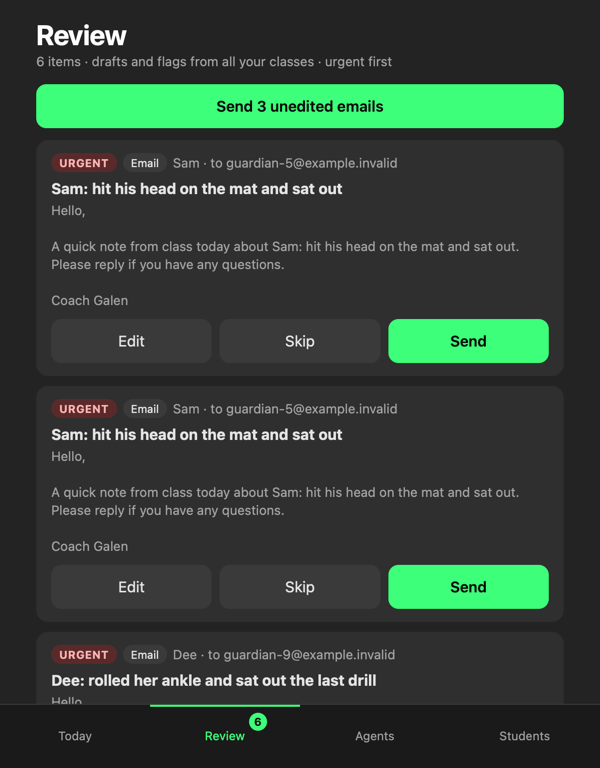 Review
6 items · drafts and flags from all your classes · urgent first
Send 3 unedited emails
URGENT Email Sam · to guardian-5@example.invalid
Sam: hit his head on the mat and sat out
Hello,
A quick note from class today about Sam: hit his head on the mat and sat out.
Please reply if you have any questions.
Coach Galen
Edit Skip Send
URGENT Email Sam · to guardian-5@example.invalid
Sam: hit his head on the mat and sat out
Hello,
A quick note from class today about Sam: hit his head on the mat and sat out.
Please reply if you have any questions.
Coach Galen
Edit Skip Send
URGENT Email Dee · to guardian-9@example.invalid
Dee: rolled her ankle and sat out the last drill
Hello
6
Today Review Agents Students